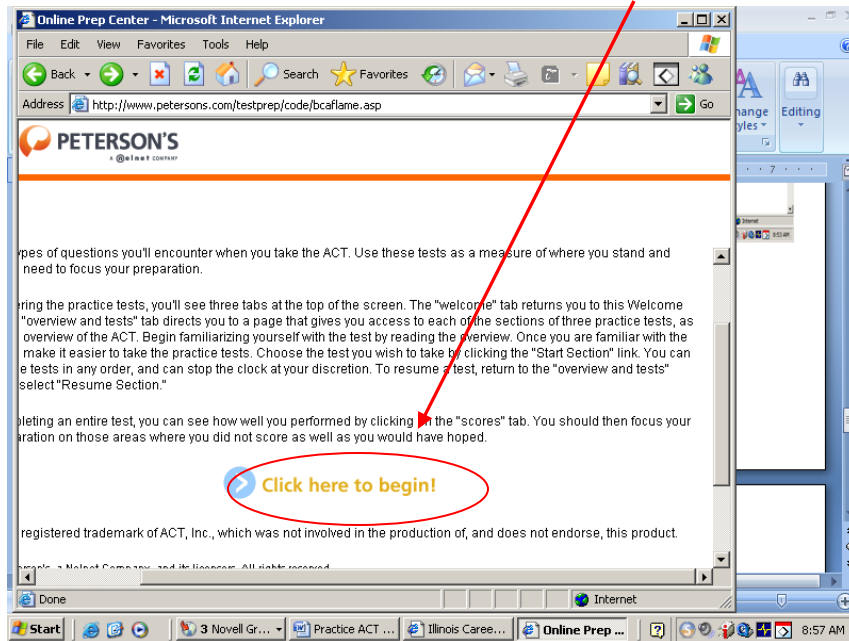 Online Prep Center - Microsoft Internet Explorer
File Edit View Favorites Tools Help
Back Search Favorites
Address http://www.petersons.com/testprep/code/bcaflame.asp Go
PETERSON'S
A @elnet COMPANY
ypes of questions you'll encounter when you take the ACT. Use these tests as a measure of where you stand and
need to focus your preparation.
ring the practice tests, you'll see three tabs at the top of the screen. The "welcome" tab returns you to this Welcome
"overview and tests" tab directs you to a page that gives you access to each of the sections of three practice tests, as
overview of the ACT. Begin familiarizing yourself with the test by reading the overview. Once you are familiar with the
make it easier to take the practice tests. Choose the test you wish to take by clicking the "Start Section" link. You can
e tests in any order, and can stop the clock at your discretion. To resume a test, return to the "overview and tests"
select "Resume Section."
leting an entire test, you can see how well you performed by clicking on the "scores" tab. You should then focus your
ration on those areas where you did not score as well as you would have hoped.
Click here to begin!
registered trademark of ACT, Inc., which was not involved in the production of, and does not endorse, this product.
Done Internet
hange
yles
Editing
7
Internet
8:53 AM
Start 3 Novell Gr... Practice ACT ... Illinois Caree... Online Prep ... 8:57 AM